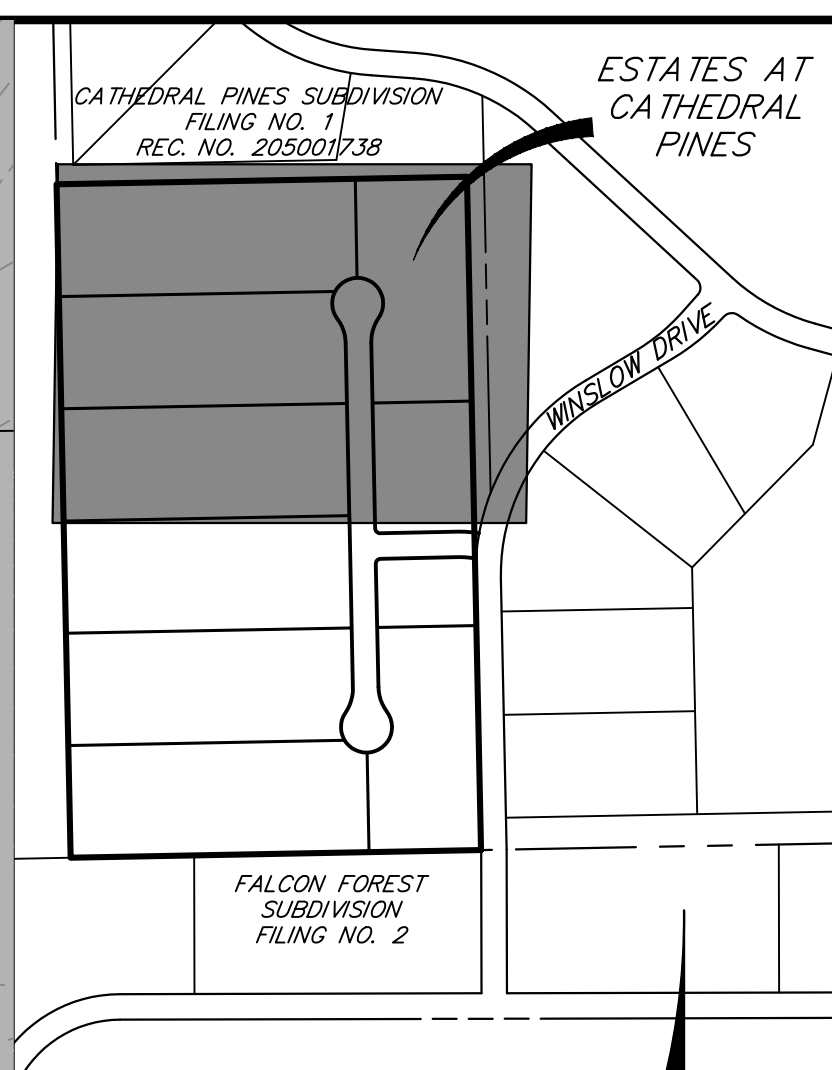 ESTATES AT
CATHEDRAL
PINES
CATHEDRAL PINES SUBDIVISION
FILING NO. 1
REC. NO. 205001738
WINSLOW DRIVE
FALCON FOREST
SUBDIVISION
FILING NO. 2